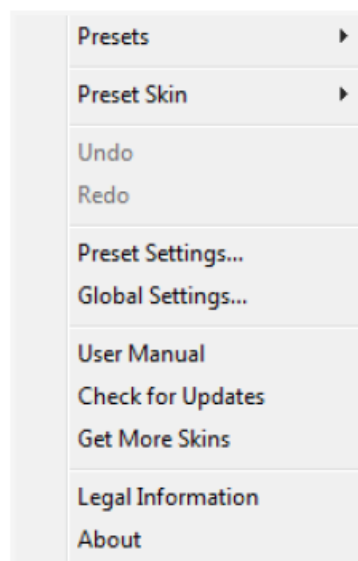 Presets
Preset Skin
Undo
Redo
Preset Settings...
Global Settings...
User Manual
Check for Updates
Get More Skins
Legal Information
About